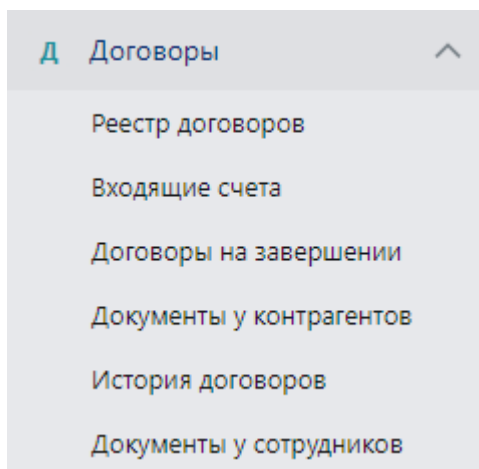 Д Договоры
Реестр договоров
Входящие счета
Договоры на завершении
Документы у контрагентов
История договоров
Документы у сотрудников